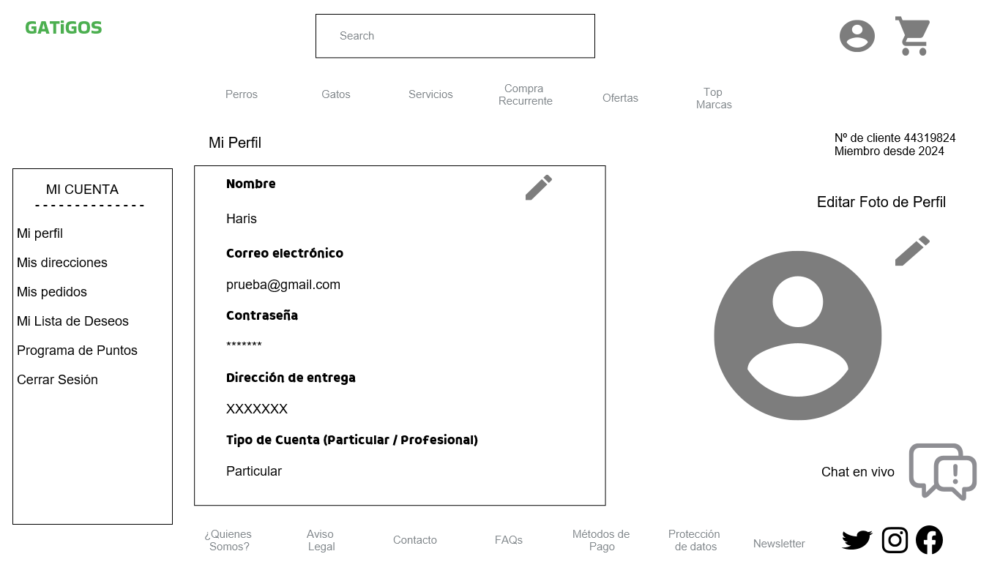 GATiGOS
Search
Perros
Gatos
Servicios
Compra
Recurrente
Ofertas
Top
Marcas
Mi Perfil
Nº de cliente 44319824
Miembro desde 2024
MI CUENTA
- - - - - - - - - - - - - -
Mi perfil
Mis direcciones
Mis pedidos
Mi Lista de Deseos
Programa de Puntos
Cerrar Sesión
Nombre
Haris
Correo electrónico
prueba@gmail.com
Contraseña
*******
Dirección de entrega
XXXXXXX
Tipo de Cuenta (Particular / Profesional)
Particular
Editar Foto de Perfil
Chat en vivo
!
¿Quienes
Somos?
Aviso
Legal
Contacto
FAQs
Métodos de
Pago
Protección
de datos
Newsletter